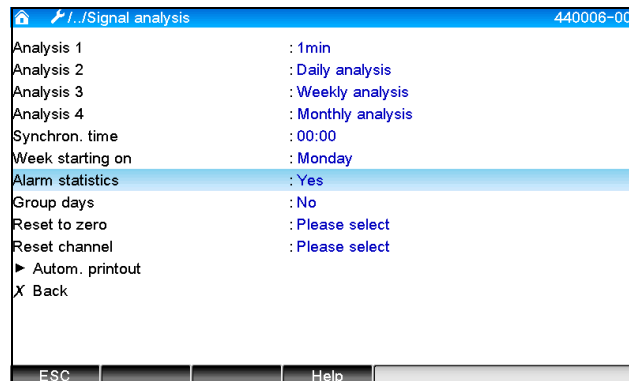 /../Signal analysis 440006-00
Analysis 1 : 1min
Analysis 2 : Daily analysis
Analysis 3 : Weekly analysis
Analysis 4 : Monthly analysis
Synchron. time : 00:00
Week starting on : Monday
Alarm statistics : Yes
Group days : No
Reset to zero : Please select
Reset channel : Please select
► Autom. printout
X Back
ESC Help